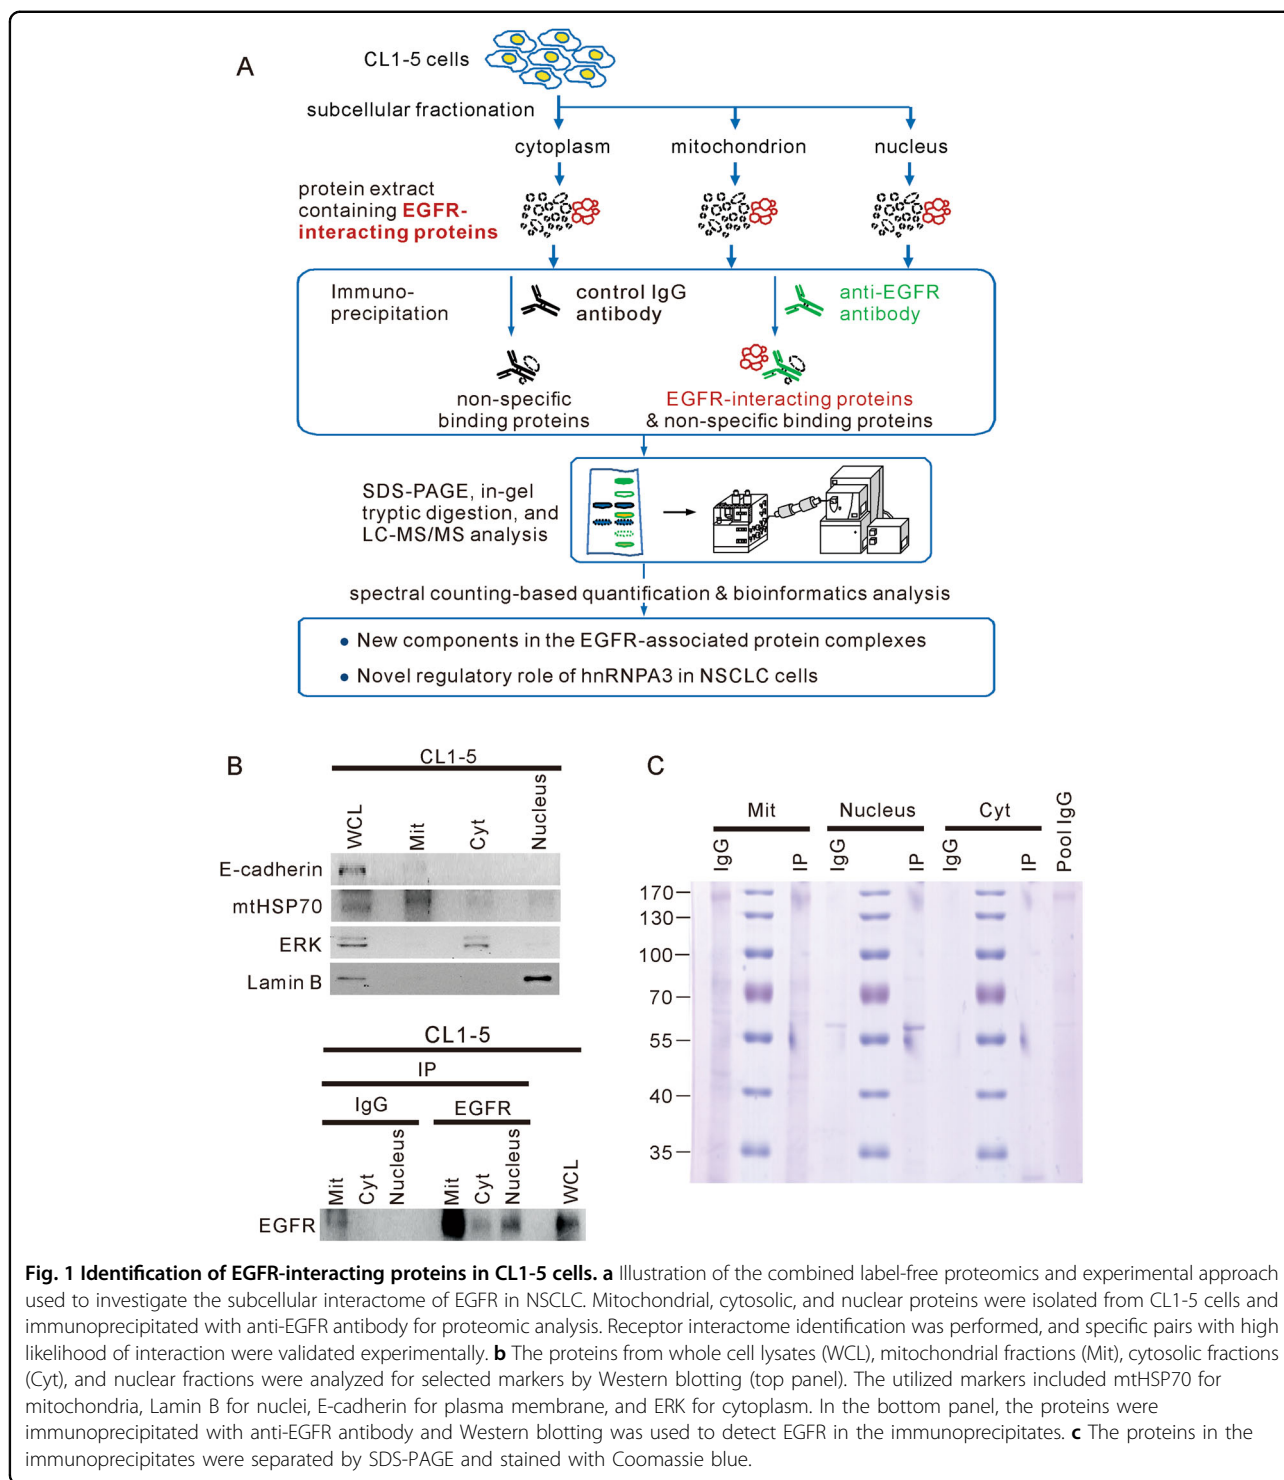 A
CL1-5 cells
subcellular fractionation
cytoplasm
mitochondrion
nucleus
protein extract
containing EGFR-
interacting proteins
Immuno-
precipitation
control IgG
antibody
anti-EGFR
antibody
non-specific
binding proteins
EGFR-interacting proteins
& non-specific binding proteins
SDS-PAGE, in-gel
tryptic digestion, and
LC-MS/MS analysis
spectral counting-based quantification & bioinformatics analysis
• New components in the EGFR-associated protein complexes
• Novel regulatory role of hnRNPA3 in NSCLC cells
B
CL1-5
WCL
Mit
Cyt
Nucleus
E-cadherin
mtHSP70
ERK
Lamin B
CL1-5
IP
IgG
EGFR
Mit
Cyt
Nucleus
Mit
Cyt
Nucleus
WCL
EGFR
C
Mit
Nucleus
Cyt
IgG
IP
IgG
IP
IgG
IP
Pool IgG
170
130
100
70
55
40
35
Fig. 1 Identification of EGFR-interacting proteins in CL1-5 cells. a Illustration of the combined label-free proteomics and experimental approach
used to investigate the subcellular interactome of EGFR in NSCLC. Mitochondrial, cytosolic, and nuclear proteins were isolated from CL1-5 cells and
immunoprecipitated with anti-EGFR antibody for proteomic analysis. Receptor interactome identification was performed, and specific pairs with high
likelihood of interaction were validated experimentally. b The proteins from whole cell lysates (WCL), mitochondrial fractions (Mit), cytosolic fractions
(Cyt), and nuclear fractions were analyzed for selected markers by Western blotting (top panel). The utilized markers included mtHSP70 for
mitochondria, Lamin B for nuclei, E-cadherin for plasma membrane, and ERK for cytoplasm. In the bottom panel, the proteins were
immunoprecipitated with anti-EGFR antibody and Western blotting was used to detect EGFR in the immunoprecipitates. c The proteins in the
immunoprecipitates were separated by SDS-PAGE and stained with Coomassie blue.